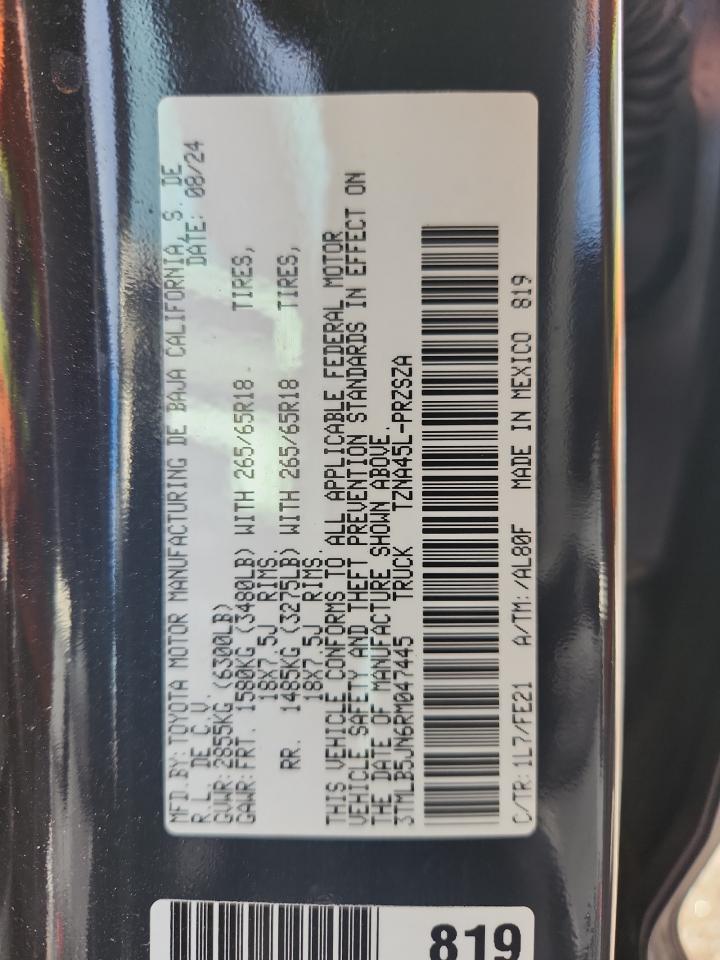 MFD.BY:TOYOTA MOTOR MANUFACTURING DE BAJA CALIFORNIA, S. DE
R.L. DE C.V. DATE: 08/24
GVWR:2855KG (6300LB)
GAWR:FRT. 1580KG (3480LB) WITH 265/65R18 TIRES,
18X7.5J RIMS.
RR. 1485KG (3275LB) WITH 265/65R18 TIRES,
18X7.5J RIMS.
THIS VEHICLE CONFORMS TO ALL APPLICABLE FEDERAL MOTOR
VEHICLE SAFETY AND THEFT PREVENTION STANDARDS IN EFFECT ON
THE DATE OF MANUFACTURE SHOWN ABOVE.
3TMLB5JN6RM047445 TRUCK TZNA45L-PRZSZA
C/TR:1L7/FE21 A/TM:/AL80F MADE IN MEXICO 819
819